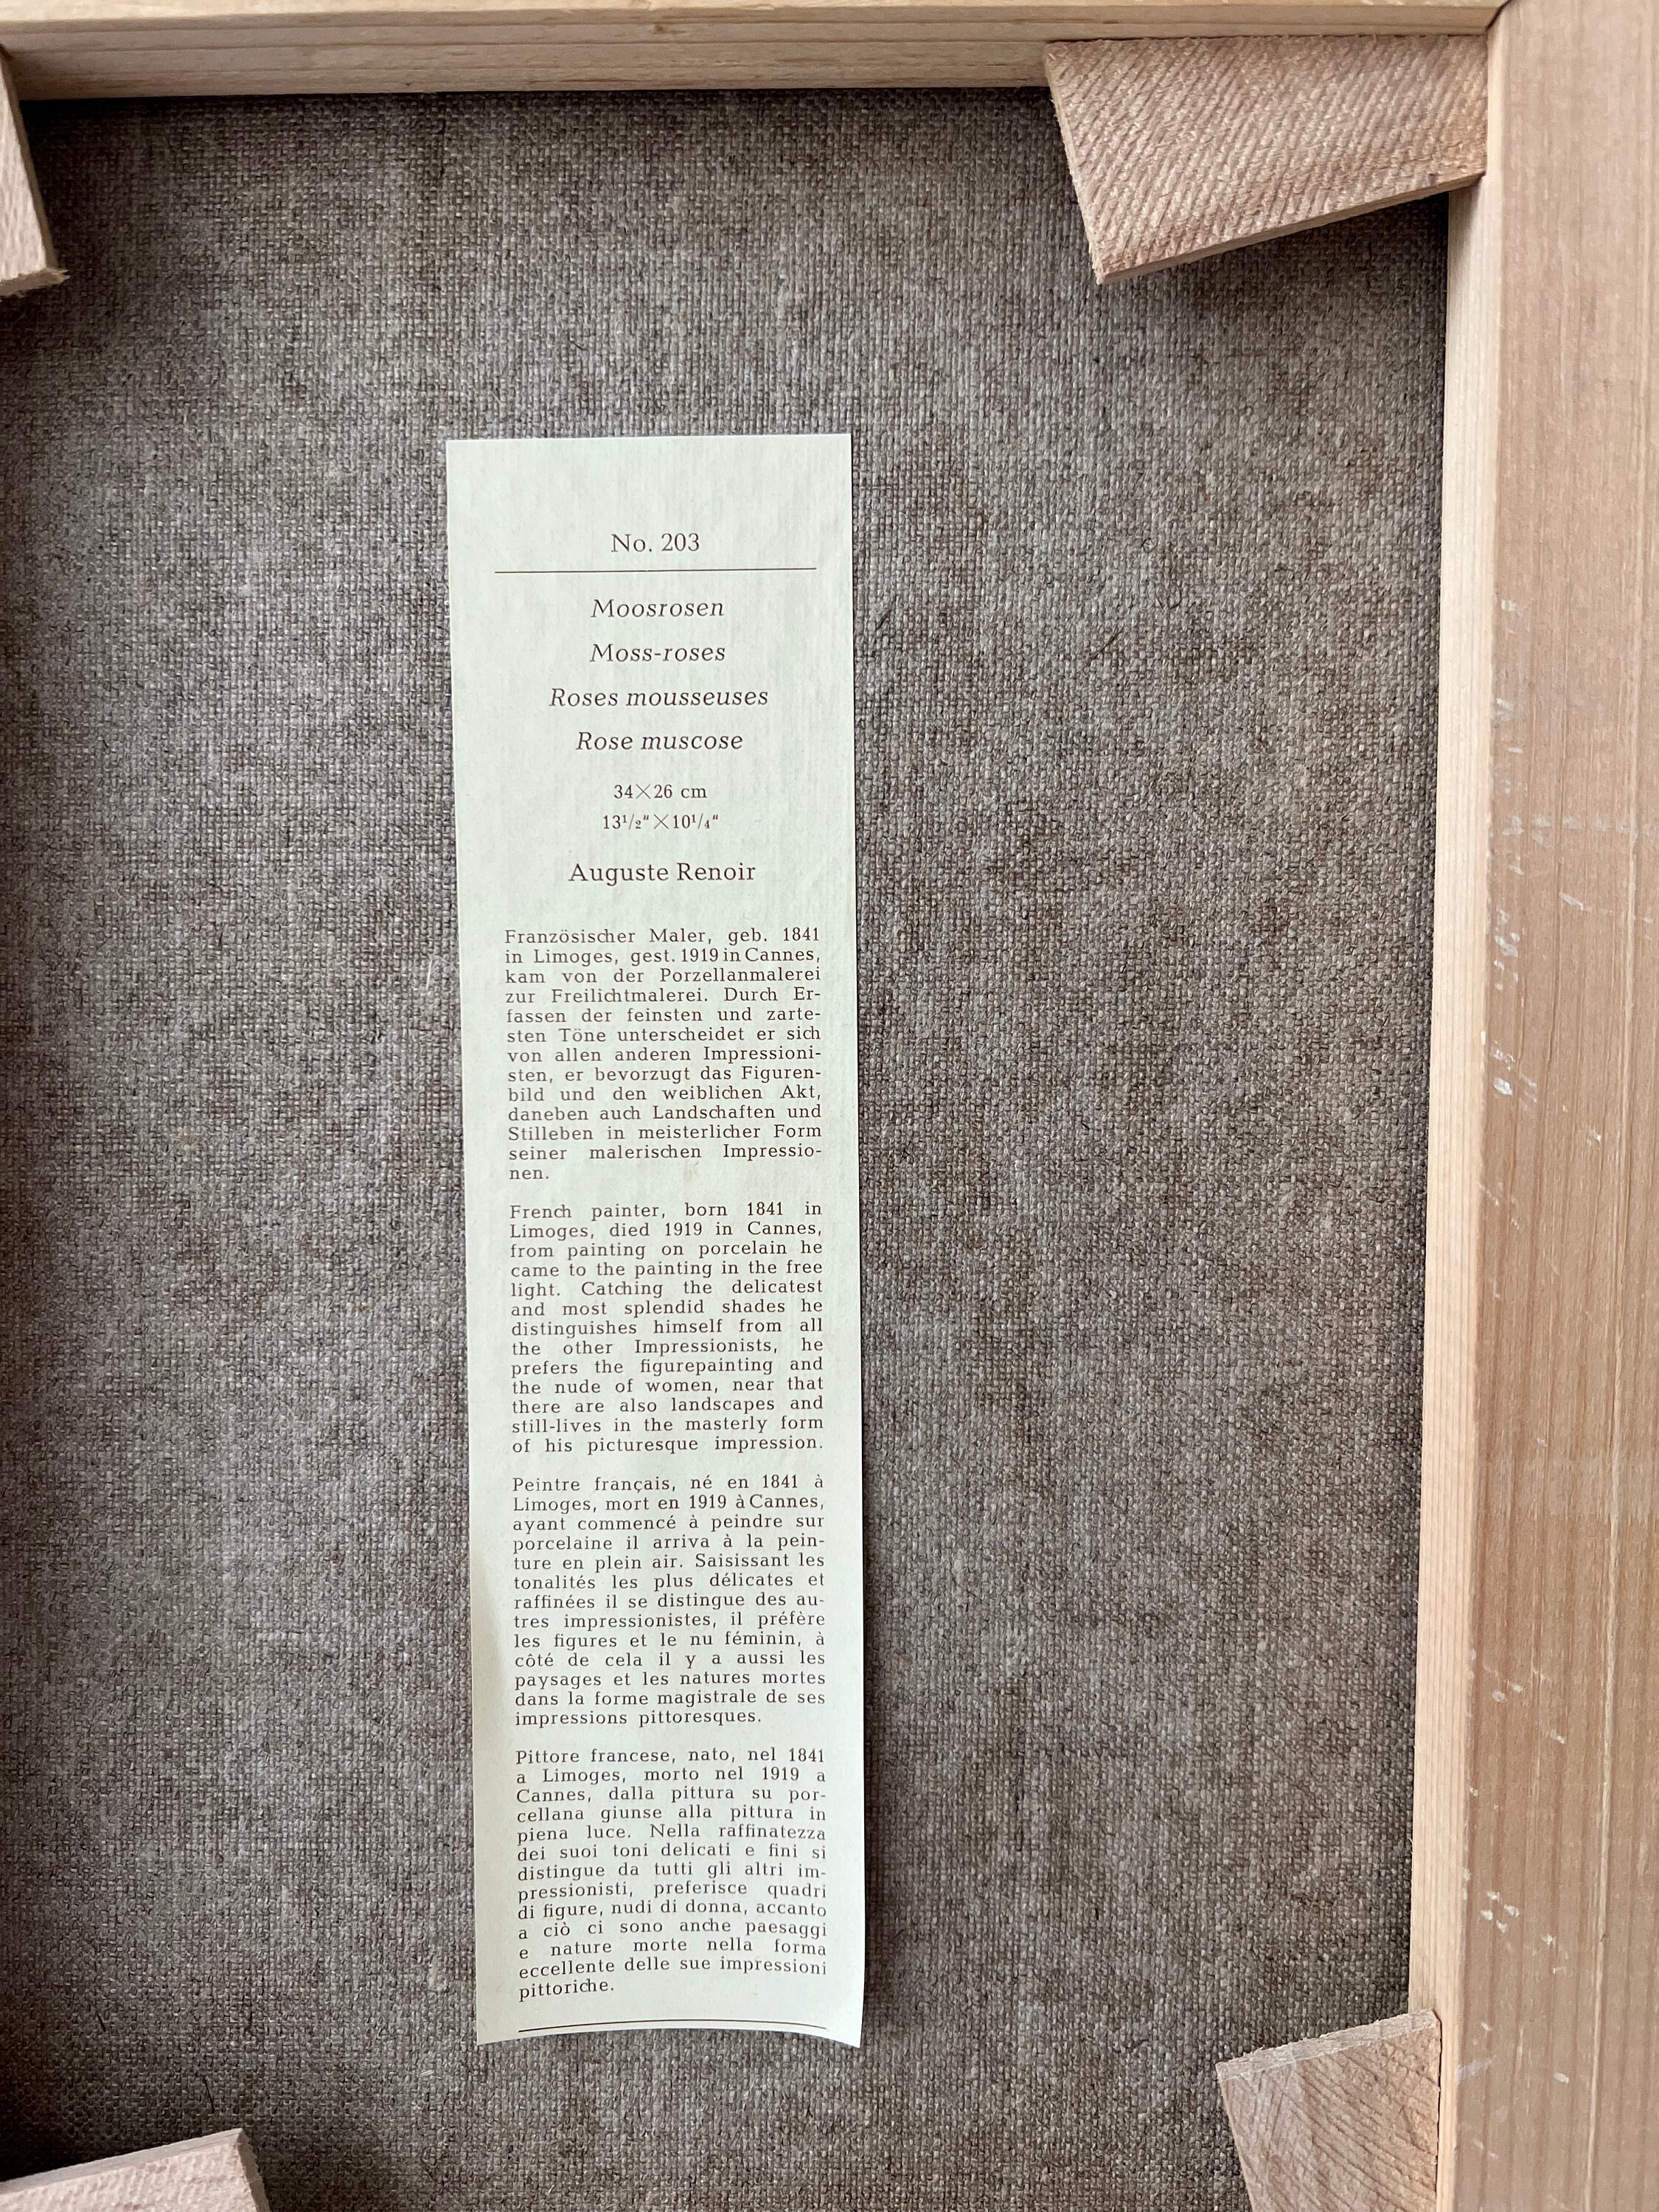 No. 203
Moosrosen
Moss-roses
Roses mousseuses
Rose muscose
34×26 cm
13¹/₂"×10¹/₄"
Auguste Renoir
Französischer Maler, geb. 1841
in Limoges, gest. 1919 in Cannes,
kam von der Porzellanmalerei
zur Freilichtmalerei. Durch Er-
fassen der feinsten und zarte-
sten Töne unterscheidet er sich
von allen anderen Impressioni-
sten, er bevorzugt das Figuren-
bild und den weiblichen Akt,
daneben auch Landschaften und
Stilleben in meisterlicher Form
seiner malerischen Impressio-
nen.
French painter, born 1841 in
Limoges, died 1919 in Cannes,
from painting on porcelain he
came to the painting in the free
light. Catching the delicatest
and most splendid shades he
distinguishes himself from all
the other Impressionists, he
prefers the figurepainting and
the nude of women, near that
there are also landscapes and
still-lives in the masterly form
of his picturesque impression.
Peintre français, né en 1841 à
Limoges, mort en 1919 à Cannes,
ayant commencé à peindre sur
porcelaine il arriva à la pein-
ture en plein air. Saisissant les
tonalités les plus délicates et
raffinées il se distingue des au-
tres impressionistes, il préfère
les figures et le nu féminin, à
côté de cela il y a aussi les
paysages et les natures mortes
dans la forme magistrale de ses
impressions pittoresques.
Pittore francese, nato, nel 1841
a Limoges, morto nel 1919 a
Cannes, dalla pittura su por-
cellana giunse alla pittura in
piena luce. Nella raffinatezza
dei suoi toni delicati e fini si
distingue da tutti gli altri im-
pressionisti, preferisce quadri
di figure, nudi di donna, accanto
a ciò ci sono anche paesaggi
e nature morte nella forma
eccellente delle sue impressioni
pittoriche.